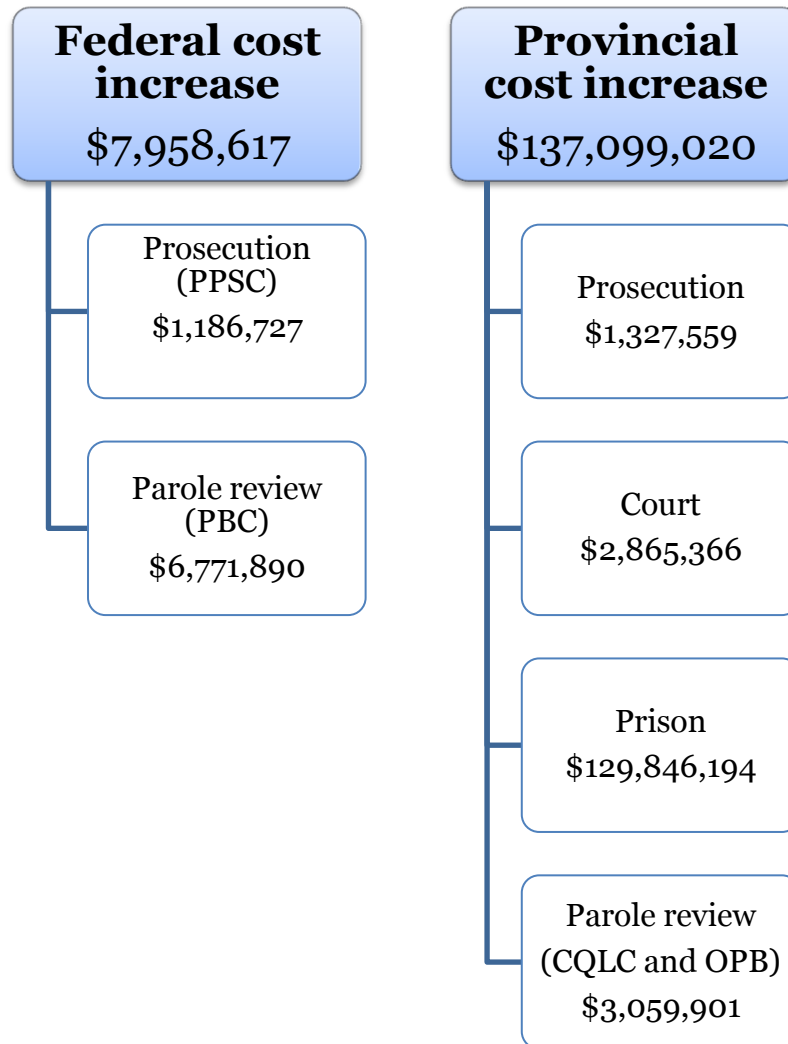 Federal cost
increase
$7,958,617
Prosecution
(PPSC)
$1,186,727
Parole review
(PBC)
$6,771,890
Provincial
cost increase
$137,099,020
Prosecution
$1,327,559
Court
$2,865,366
Prison
$129,846,194
Parole review
(CQLC and OPB)
$3,059,901